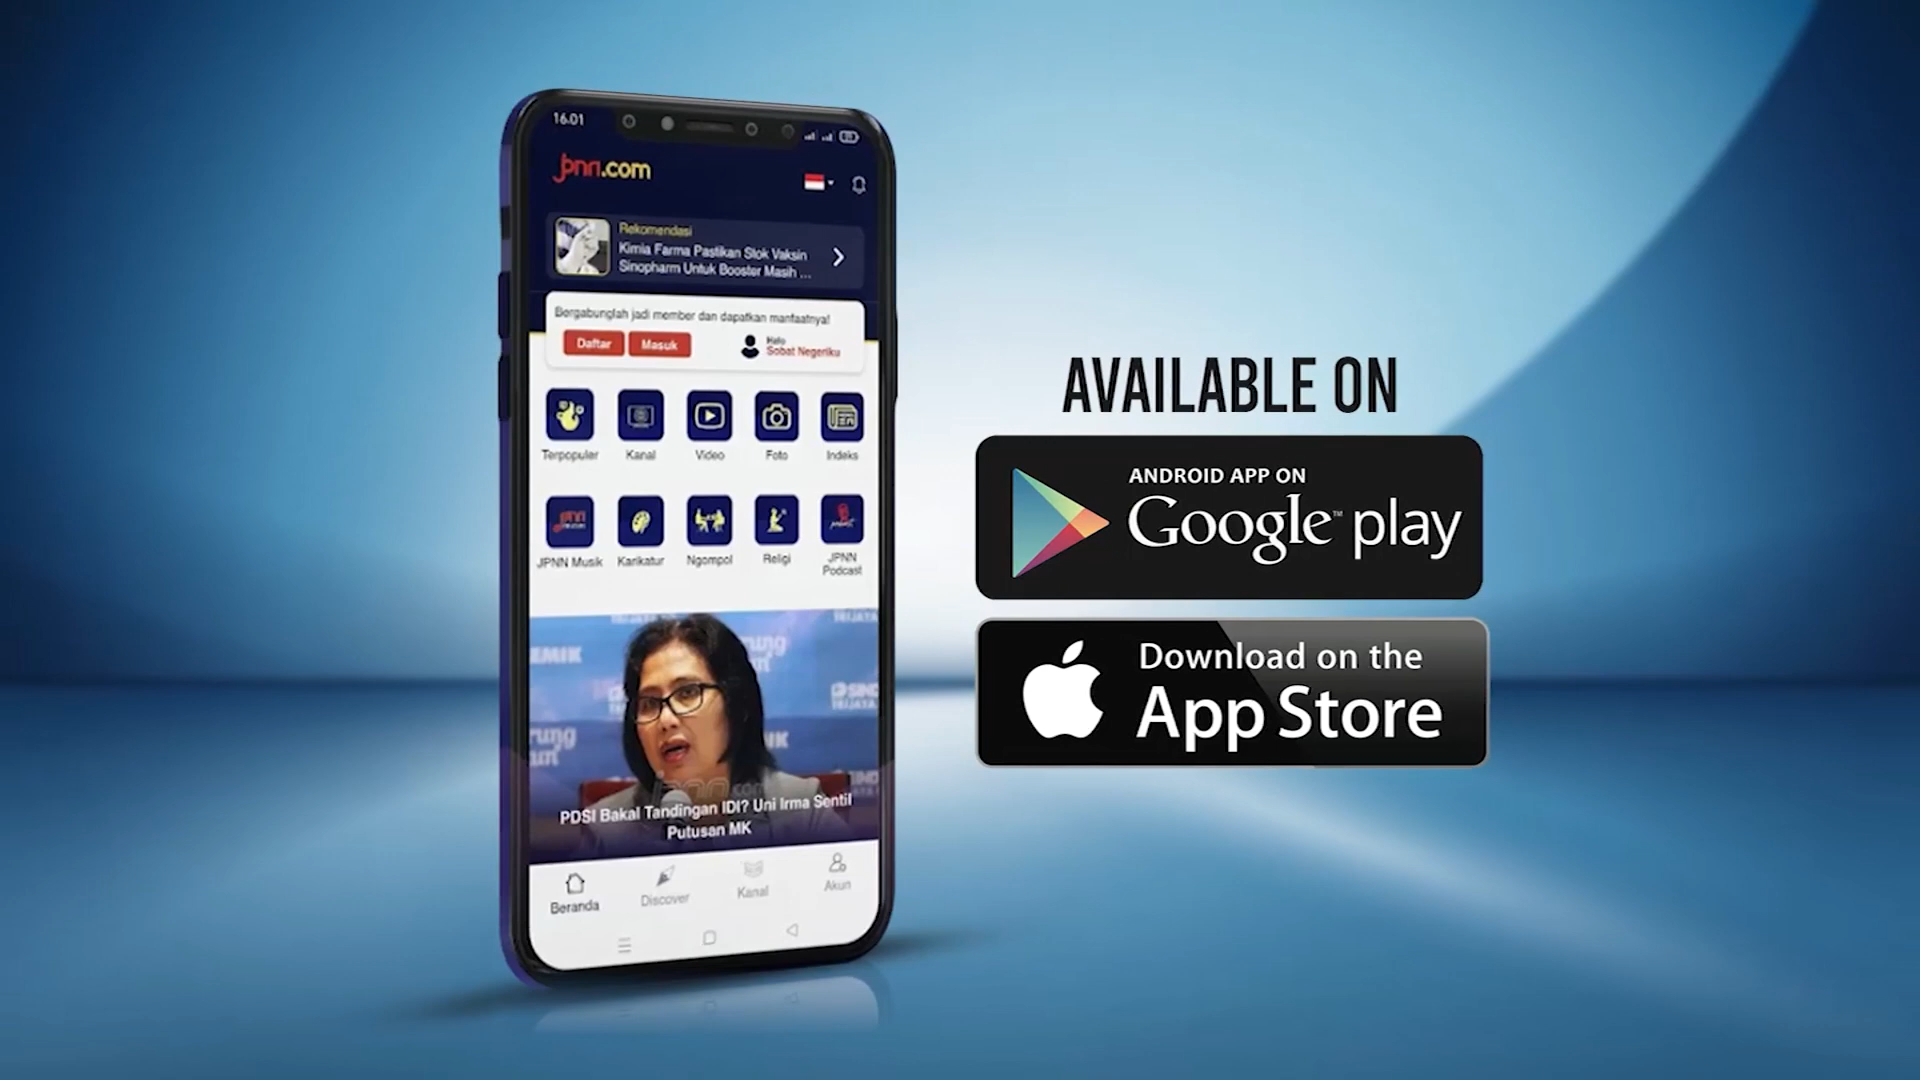 16.01
jpnn.com
Rekomendasi
Kimia Farma Pastikan Stok Vaksin
Sinopharm Untuk Booster Masih ...
Bergabunglah jadi member dan dapatkan manfaatnya!
Daftar
Masuk
Halo
Sobat Negeriku
Terpopuler
Kanal
Video
Foto
Indeks
JPNN Musik
Karikatur
Ngompol
Religi
JPNN
Podcast
PDSI Bakal Tandingan IDI? Uni Irma Sentil
Putusan MK
Beranda
Discover
Kanal
Akun
AVAILABLE ON
ANDROID APP ON
Google™ play
Download on the
App Store